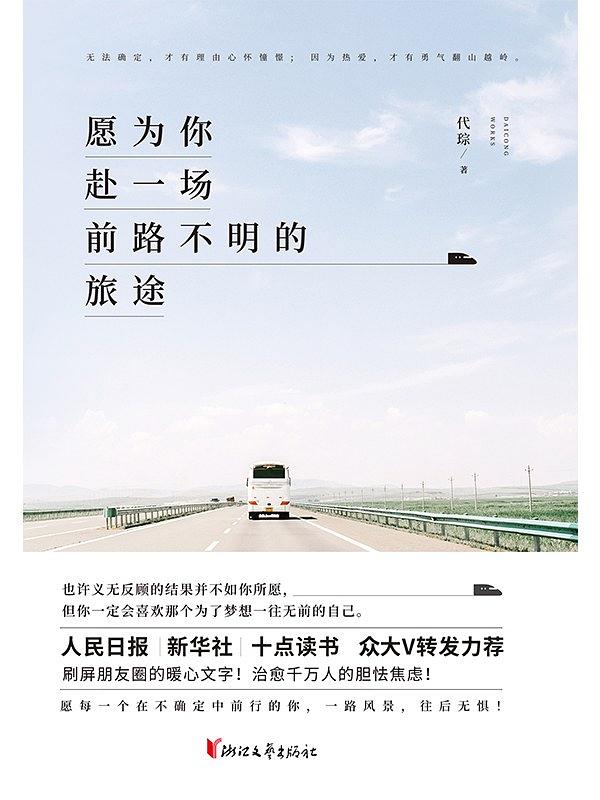 无法确定，才有理由心怀憧憬；因为热爱，才有勇气翻山越岭。
愿为你
赴一场
前路不明的
旅途
代琮/著
DAICONG
WORKS
也许义无反顾的结果并不如你所愿，
但你一定会喜欢那个为了梦想一往无前的自己。
人民日报｜新华社｜十点读书 众大V转发力荐
刷屏朋友圈的暖心文字！治愈千万人的胆怯焦虑！
愿每一个在不确定中前行的你，一路风景，往后无惧！
浙江文艺出版社